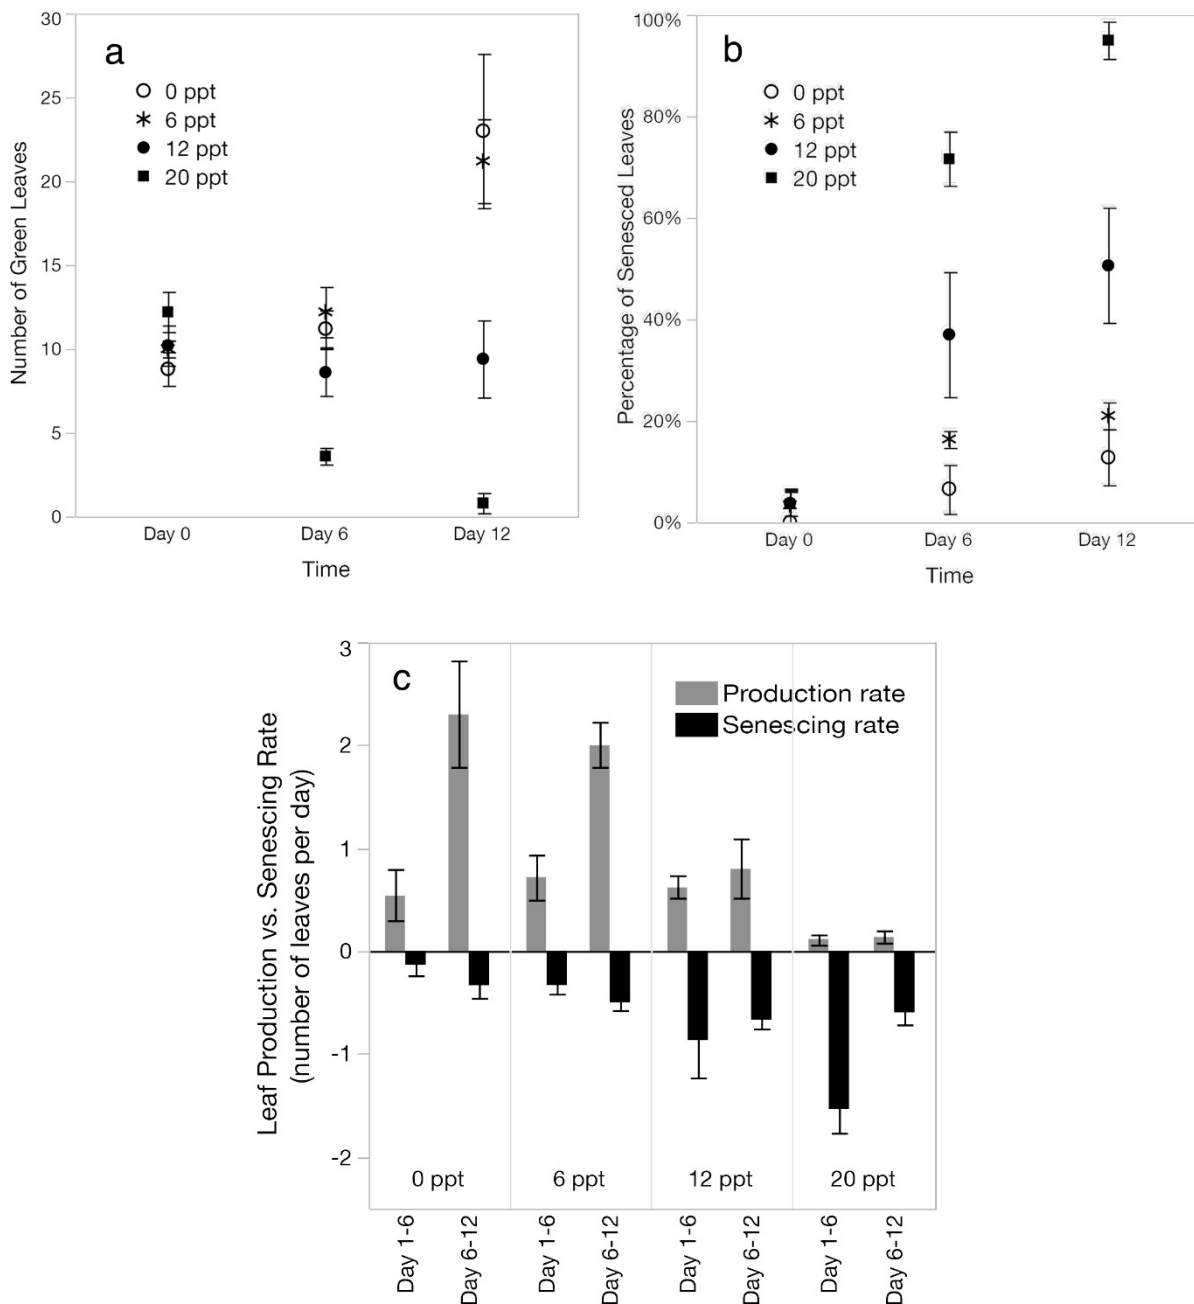 a
0 ppt
6 ppt
12 ppt
20 ppt
30
25
20
15
10
5
0
Number of Green Leaves
Day 0
Day 6
Day 12
Time
b
0 ppt
6 ppt
12 ppt
20 ppt
100%
80%
60%
40%
20%
0%
Percentage of Senesced Leaves
Day 0
Day 6
Day 12
Time
c
Production rate
Senescing rate
3
2
1
0
-1
-2
Leaf Production vs. Senescing Rate
(number of leaves per day)
0 ppt
6 ppt
12 ppt
20 ppt
Day 1-6
Day 6-12
Day 1-6
Day 6-12
Day 1-6
Day 6-12
Day 1-6
Day 6-12